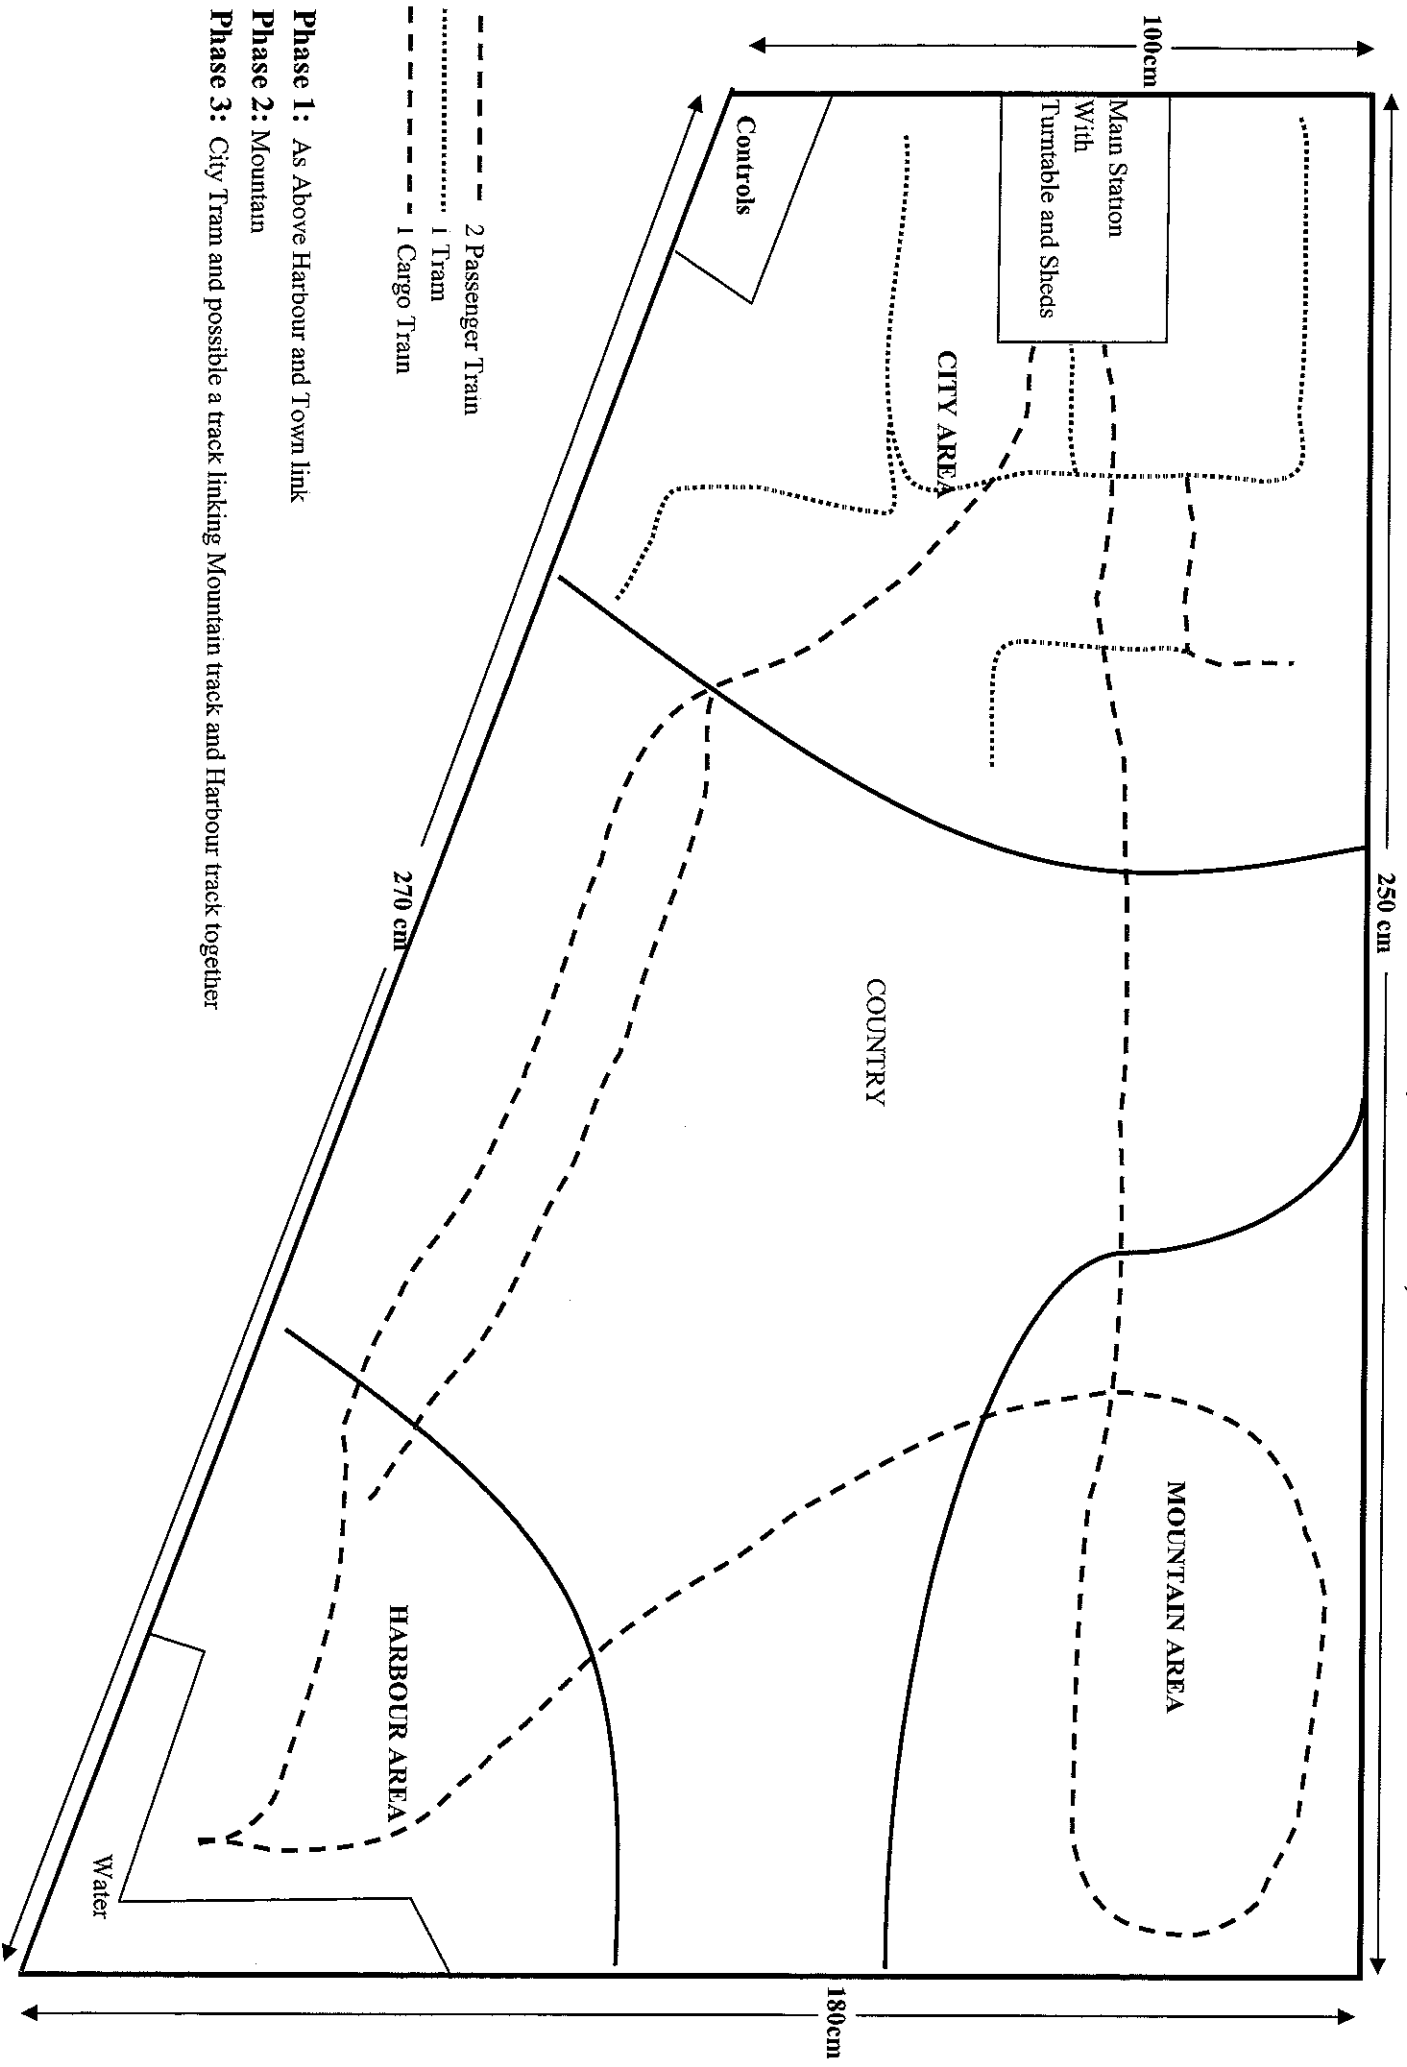 250 cm
100cm
Main Station
With
Turntable and Sheds
CITY AREA
Controls
COUNTRY
MOUNTAIN AREA
HARBOUR AREA
Water
180cm
270 cm
2 Passenger Train
1 Tram
1 Cargo Train
Phase 1: As Above Harbour and Town link
Phase 2: Mountain
Phase 3: City Tram and possible a track linking Mountain track and Harbour track together